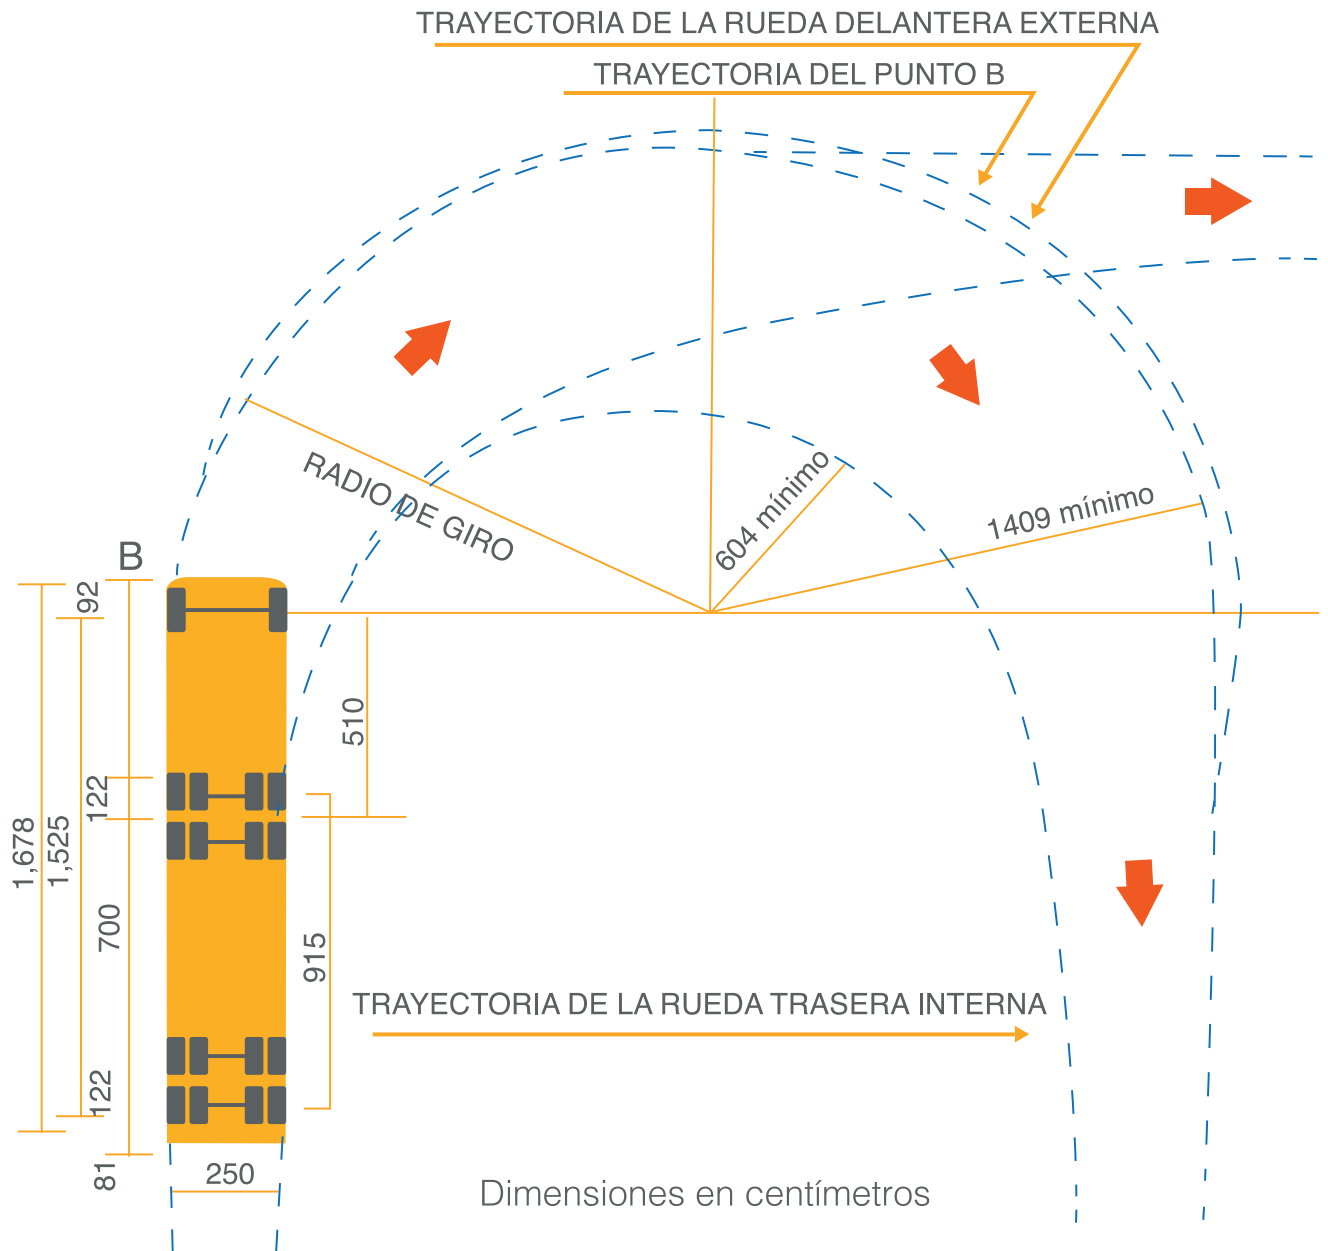 TRAYECTORIA DE LA RUEDA DELANTERA EXTERNA
TRAYECTORIA DEL PUNTO B
RADIO DE GIRO
604 mínimo
1409 mínimo
B
92
510
122
1,678
1,525
700
915
TRAYECTORIA DE LA RUEDA TRASERA INTERNA
122
81
250
Dimensiones en centímetros